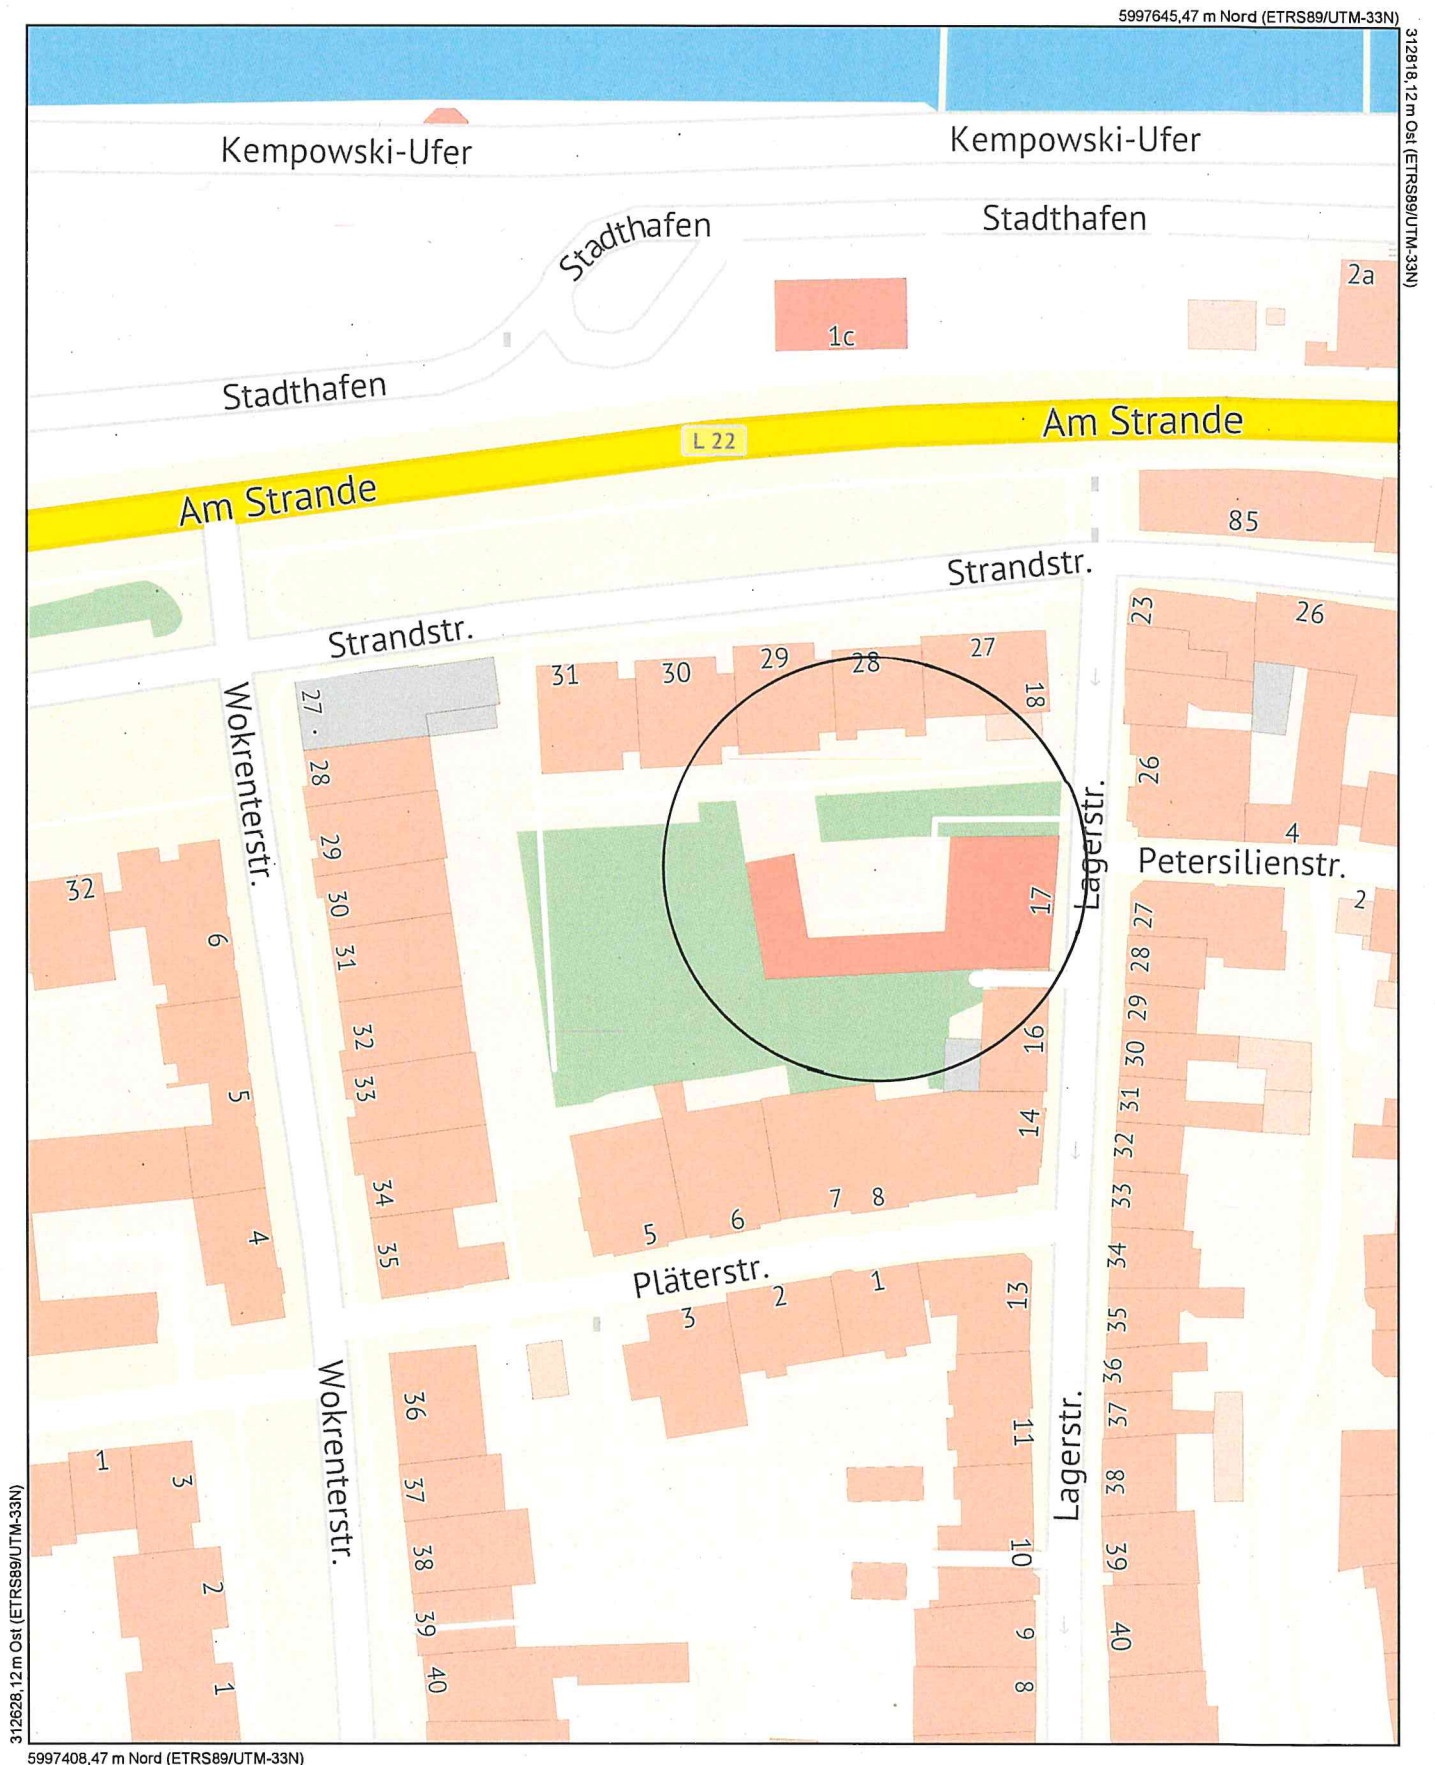 5997645,47 m Nord (ETRS89/UTM-33N)
312818,12 m Ost (ETRS89/UTM-33N)
Kempowski-Ufer
Kempowski-Ufer
Stadthafen
Stadthafen
2a
1c
Stadthafen
Am Strande
L 22
Am Strande
85
Strandstr.
23
26
Strandstr.
31
30
29
28
27
18
27
Wokrenterstr.
28
26
Lagerstr.
4
Petersilienstr.
29
32
30
17
2
27
6
31
28
29
32
16
30
33
5
31
14
32
34
33
7
8
6
5
4
35
34
Pläterstr.
1
2
13
3
35
Wokrenterstr.
36
36
37
11
Lagerstr.
1
3
37
38
38
10
39
2
39
9
40
40
8
1
312628,12 m Ost (ETRS89/UTM-33N)
5997408,47 m Nord (ETRS89/UTM-33N)